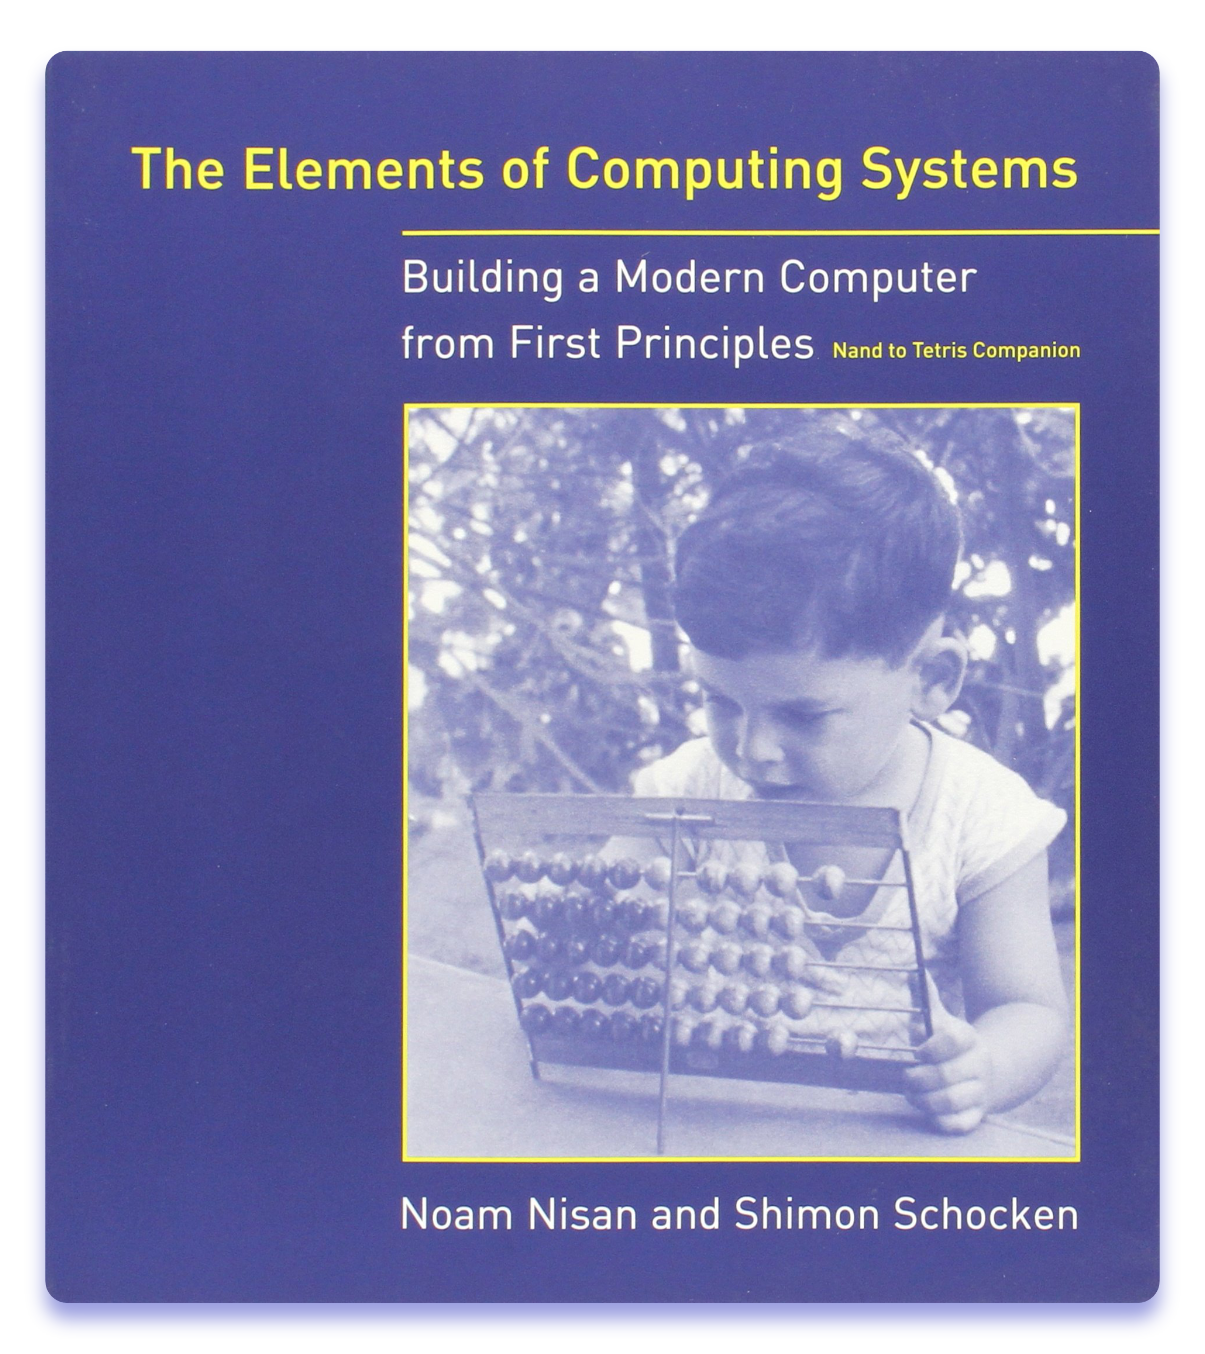 The Elements of Computing Systems
Building a Modern Computer
from First Principles Nand to Tetris Companion
Noam Nisan and Shimon Schocken